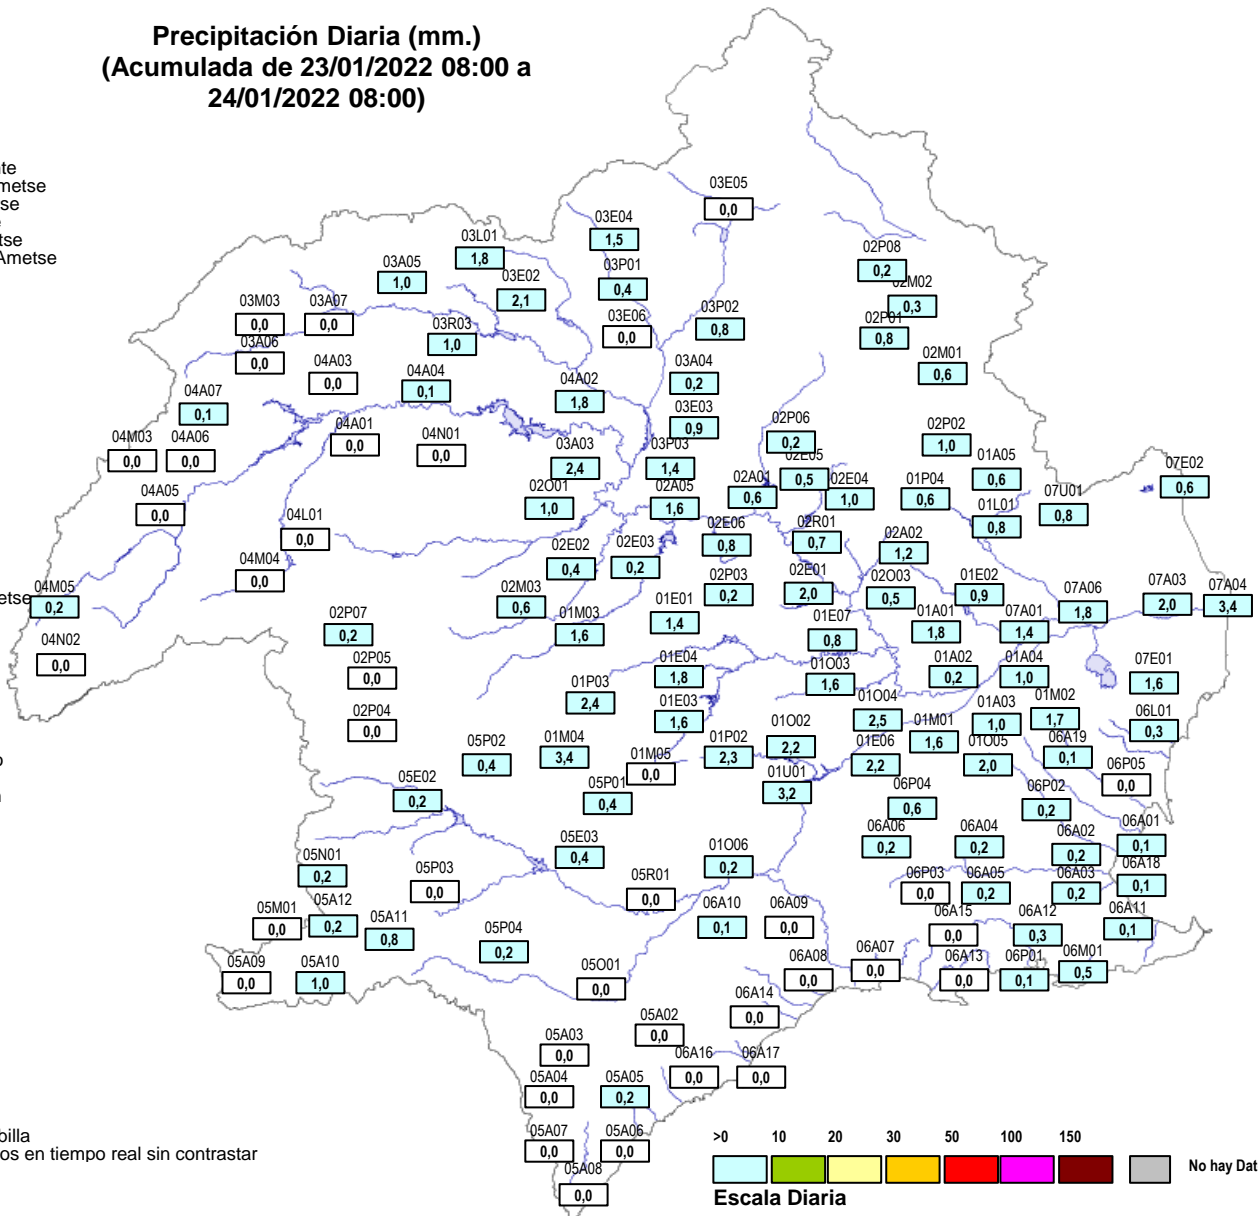 Precipitación Diaria (mm.)
(Acumulada de 23/01/2022 08:00 a
24/01/2022 08:00)
03E05
0,0
03E04
1,5
03L01
1,8
03A05
1,0
03E02
2,1
03P01
0,4
02P08
0,2
02M02
0,3
03M03
0,0
03A07
0,0
03R03
1,0
03E06
0,0
03P02
0,8
02P01
0,8
03A06
0,0
04A03
0,0
04A04
0,1
04A02
1,8
03A04
0,2
02M01
0,6
04A07
0,1
03E03
0,9
04M03
0,0
04A06
0,0
04A01
0,0
04N01
0,0
03A03
2,4
03P03
1,4
02P06
0,2
02P02
1,0
02E05
0,5
01A05
0,6
07E02
0,6
04A05
0,0
02O01
1,0
02A05
1,6
02A01
0,6
02E04
1,0
01P04
0,6
01L01
0,8
07U01
0,8
04L01
0,0
02E06
0,8
02R01
0,7
02A02
1,2
04M04
0,0
02E02
0,4
02E03
0,2
04M05
0,2
02M03
0,6
02P03
0,2
02E01
2,0
02O03
0,5
01E02
0,9
07A06
1,8
07A03
2,0
07A04
3,4
02P07
0,2
01M03
1,6
01E01
1,4
01E07
0,8
01A01
1,8
07A01
1,4
04N02
0,0
02P05
0,0
01P03
2,4
01E04
1,8
01O03
1,6
01A02
0,2
01A04
1,0
07E01
1,6
02P04
0,0
01E03
1,6
01O04
2,5
01A03
1,0
01M02
1,7
06L01
0,3
05P02
0,4
01M04
3,4
01M05
0,0
01P02
2,3
01O02
2,2
01E06
2,2
01M01
1,6
01O05
2,0
06A19
0,1
06P05
0,0
05E02
0,2
05P01
0,4
01U01
3,2
06P04
0,6
06P02
0,2
05E03
0,4
01O06
0,2
06A06
0,2
06A04
0,2
06A02
0,2
06A01
0,1
05N01
0,2
05P03
0,0
05R01
0,0
06P03
0,0
06A05
0,2
06A03
0,2
06A18
0,1
05M01
0,0
05A12
0,2
05A11
0,8
05P04
0,2
06A10
0,1
06A09
0,0
06A15
0,0
06A12
0,3
06A11
0,1
05A09
0,0
05A10
1,0
05O01
0,0
06A08
0,0
06A07
0,0
06A13
0,0
06P01
0,1
06M01
0,5
05A03
0,0
05A02
0,0
06A14
0,0
05A04
0,0
05A05
0,2
06A16
0,0
06A17
0,0
05A07
0,0
05A06
0,0
05A08
0,0
nte
metse
tse
e
tse
Ametse
etse
o
n
billa
os en tiempo real sin contrastar
>0 10 20 30 50 100 150
No hay Dat
Escala Diaria